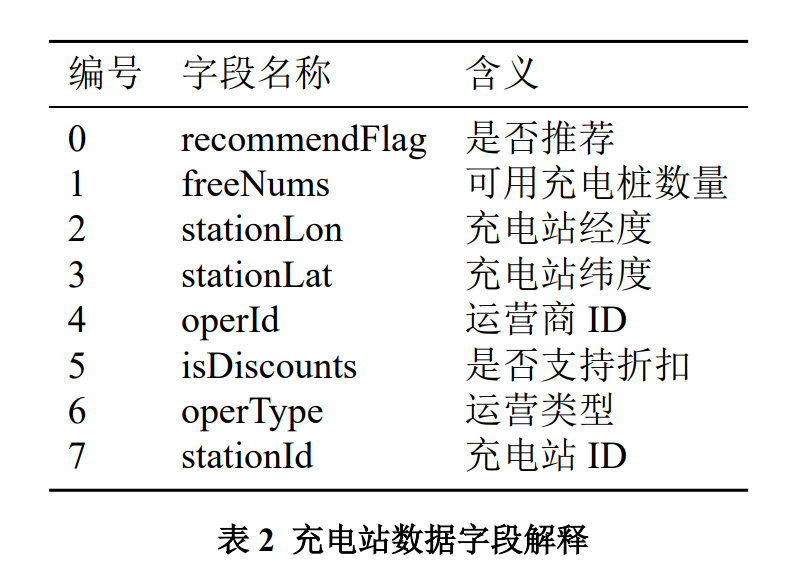 编号 字段名称 含义
0 recommendFlag 是否推荐
1 freeNums 可用充电桩数量
2 stationLon 充电站经度
3 stationLat 充电站纬度
4 operId 运营商 ID
5 isDiscounts 是否支持折扣
6 operType 运营类型
7 stationId 充电站 ID
表 2 充电站数据字段解释